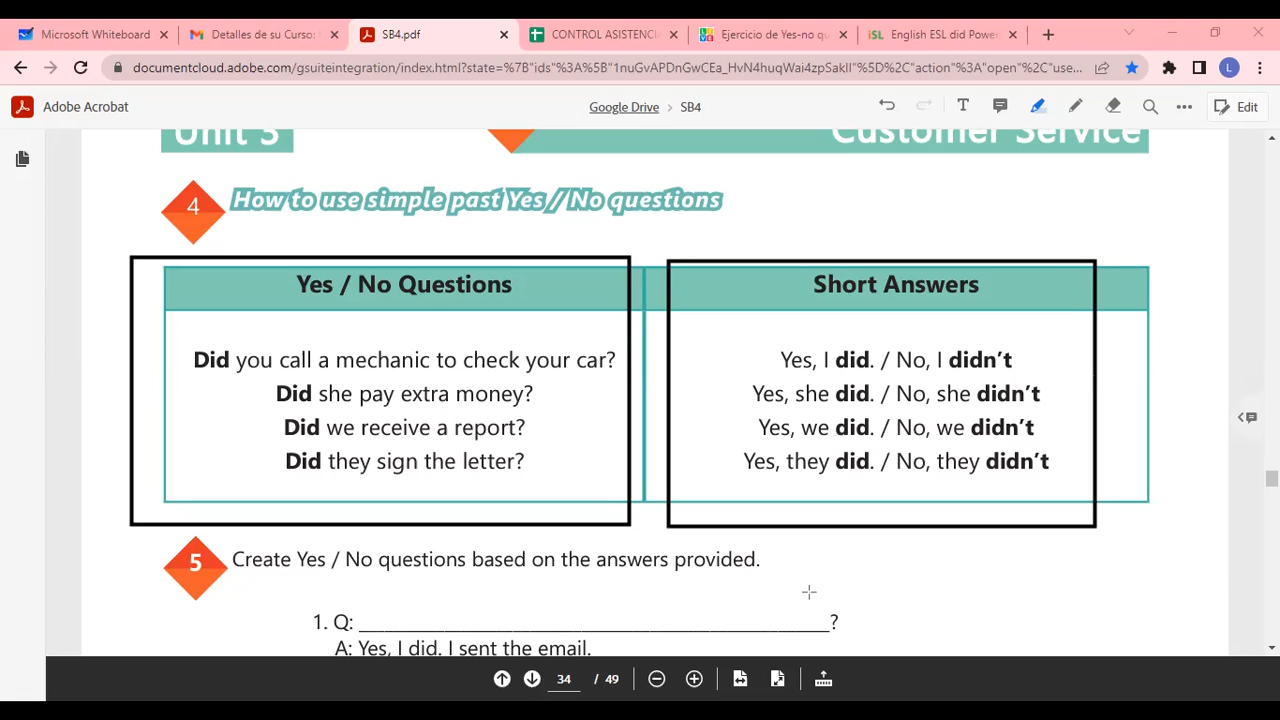 Microsoft Whiteboard
Detalles de su Curso:
SB4.pdf
CONTROL ASISTENCI
Ejercicio de Yes-no qu
English ESL did Power
documentcloud.adobe.com/gsuiteintegration/index.html?state=%7B"ids"%3A%5B"1nuGvAPDnGwCEa_HvN4huqWai4zpSakII"%5D%2C"action"%3A"open"%2C"use...
L
Adobe Acrobat
Google Drive
SB4
Edit
Unit 3
Customer Service
4
How to use simple past Yes / No questions
Yes / No Questions
Short Answers
Did you call a mechanic to check your car?
Yes, I did. / No, I didn't
Did she pay extra money?
Yes, she did. / No, she didn't
Did we receive a report?
Yes, we did. / No, we didn't
Did they sign the letter?
Yes, they did. / No, they didn't
5
Create Yes / No questions based on the answers provided.
1. Q: ______________________________________________?
A: Yes, I did. I sent the email.
34 / 49